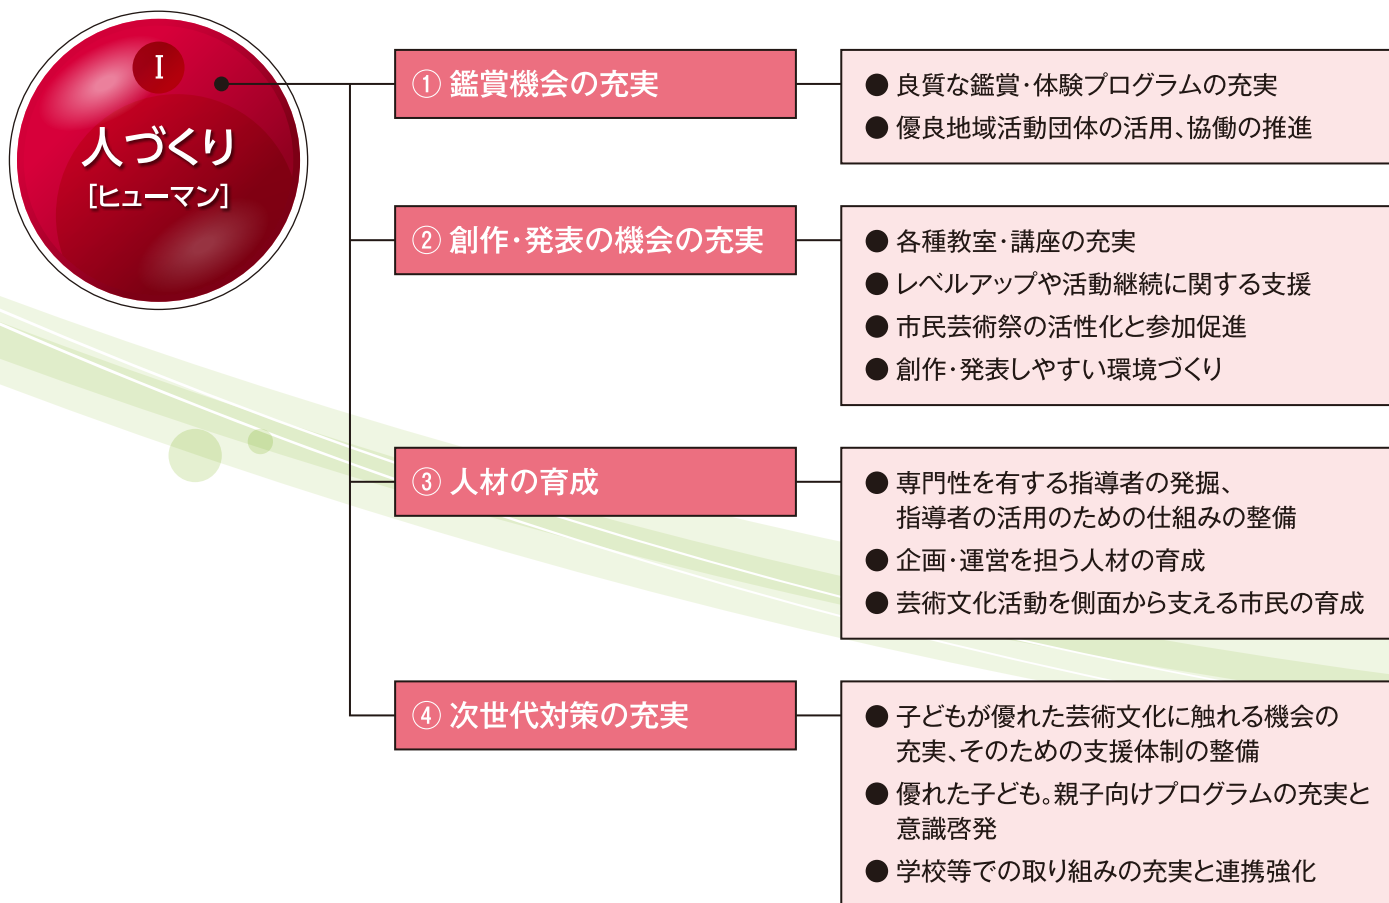 I
人づくり
[ヒューマン]
① 鑑賞機会の充実
● 良質な鑑賞・体験プログラムの充実
● 優良地域活動団体の活用、協働の推進
② 創作・発表の機会の充実
● 各種教室・講座の充実
● レベルアップや活動継続に関する支援
● 市民芸術祭の活性化と参加促進
● 創作・発表しやすい環境づくり
③ 人材の育成
● 専門性を有する指導者の発掘、
指導者の活用のための仕組みの整備
● 企画・運営を担う人材の育成
● 芸術文化活動を側面から支える市民の育成
④ 次世代対策の充実
● 子どもが優れた芸術文化に触れる機会の
充実、そのための支援体制の整備
● 優れた子ども。親子向けプログラムの充実と
意識啓発
● 学校等での取り組みの充実と連携強化